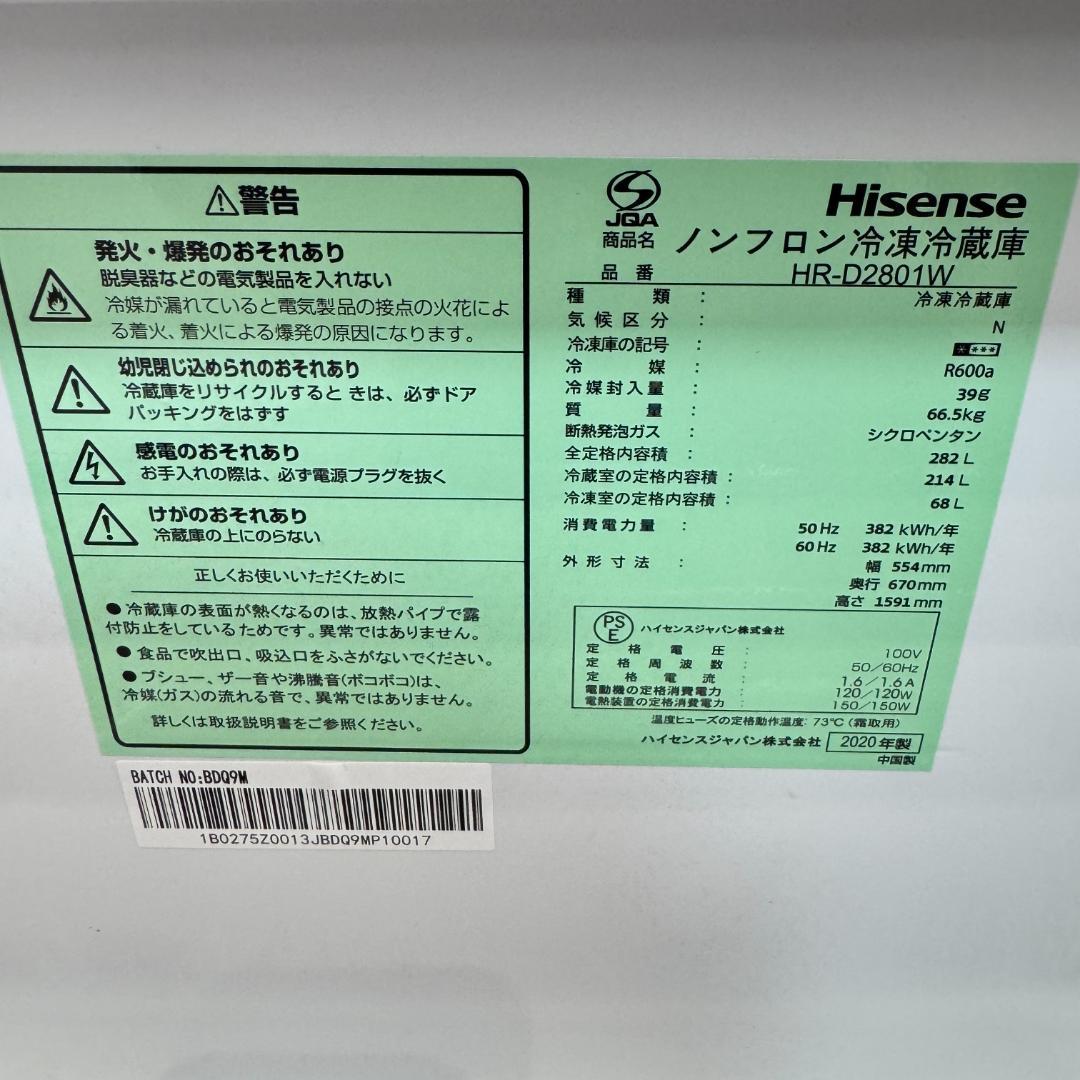 警告
発火・爆発のおそれあり
脱臭器などの電気製品を入れない
冷媒が漏れていると電気製品の接点の火花によ
る着火、着火による爆発の原因になります。
幼児閉じ込められのおそれあり
冷蔵庫をリサイクルすると きは、必ずドア
パッキングをはずす
感電のおそれあり
お手入れの際は、必ず電源プラグを抜く
けがのおそれあり
冷蔵庫の上にのらない
正しくお使いいただくために
●冷蔵庫の表面が熱くなるのは、放熱パイプで露
付防止をしているためです。異常ではありません。
●食品で吹出口、吸込口をふさがないでください。
●ブシュー、ザー音や沸騰音(ボコボコ)は、
冷媒(ガス)の流れる音で、異常ではありません。
詳しくは取扱説明書をご参照ください。
JQA
Hisense
商品名 ノンフロン冷凍冷蔵庫
品番 HR-D2801W
種類 : 冷凍冷蔵庫
気候区分 : N
冷凍庫の記号 : ****
冷媒 : R600a
冷媒封入量 : 39g
質量 : 66.5kg
断熱発泡ガス : シクロペンタン
全定格内容積 : 282 L
冷蔵室の定格内容積 : 214 L
冷凍室の定格内容積 : 68 L
消費電力量 : 50 Hz 382 kWh/年
60 Hz 382 kWh/年
外形寸法 : 幅 554mm
奥行 670mm
高さ 1591mm
PSE ハイセンスジャパン株式会社
定格電圧 : 100V
定格周波数 : 50/60Hz
定格電流 : 1.6/1.6A
電動機の定格消費電力 : 120/120W
電熱装置の定格消費電力 : 150/150W
温度ヒューズの定格動作温度: 73℃(霜取用)
ハイセンスジャパン株式会社 2020年製
中国製
BATCH NO:BDQ9M
1B0275Z0013JBDQ9MP10017